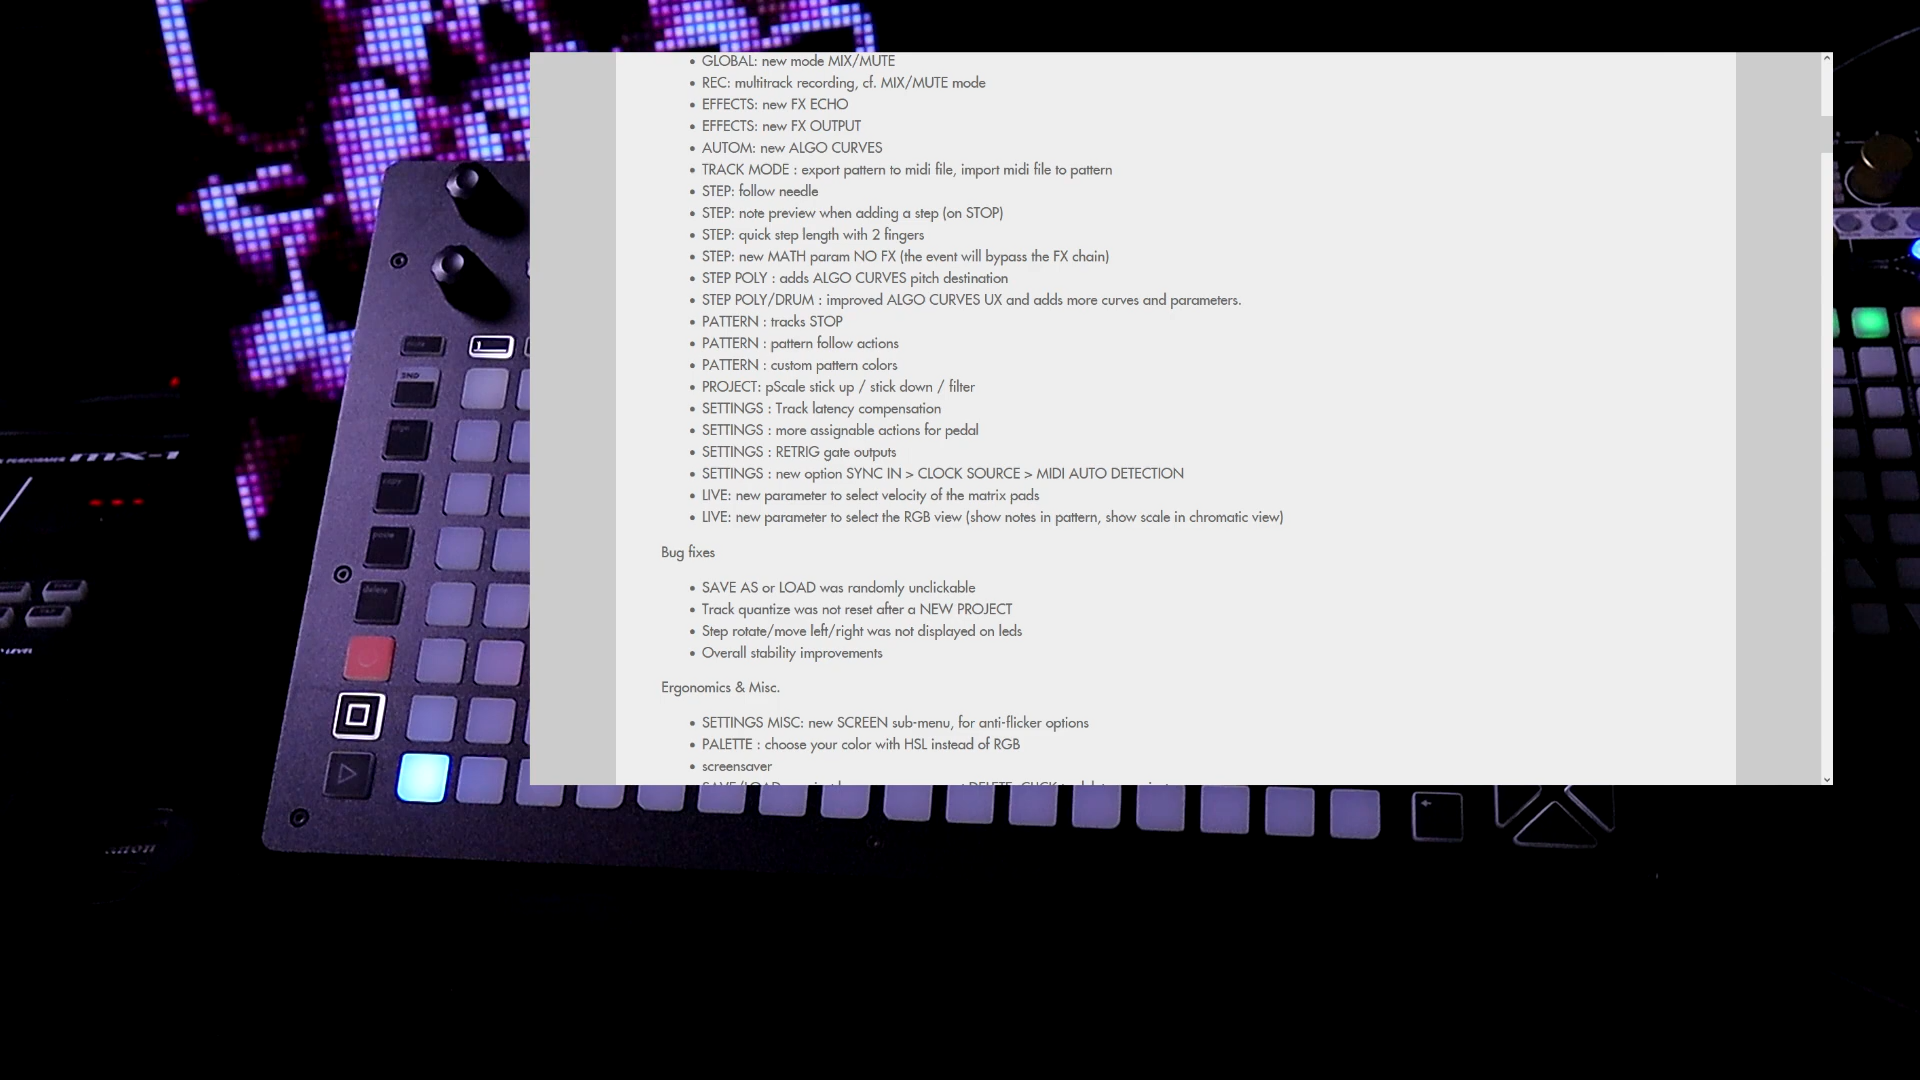 GLOBAL: new mode MIX/MUTE
REC: multitrack recording, cf. MIX/MUTE mode
EFFECTS: new FX ECHO
EFFECTS: new FX OUTPUT
AUTOM: new ALGO CURVES
TRACK MODE : export pattern to midi file, import midi file to pattern
STEP: follow needle
STEP: note preview when adding a step (on STOP)
STEP: quick step length with 2 fingers
STEP: new MATH param NO FX (the event will bypass the FX chain)
STEP POLY : adds ALGO CURVES pitch destination
STEP POLY/DRUM : improved ALGO CURVES UX and adds more curves and parameters.
PATTERN : tracks STOP
PATTERN : pattern follow actions
PATTERN : custom pattern colors
PROJECT: pScale stick up / stick down / filter
SETTINGS : Track latency compensation
SETTINGS : more assignable actions for pedal
SETTINGS : RETRIG gate outputs
SETTINGS : new option SYNC IN > CLOCK SOURCE > MIDI AUTO DETECTION
LIVE: new parameter to select velocity of the matrix pads
LIVE: new parameter to select the RGB view (show notes in pattern, show scale in chromatic view)
Bug fixes
SAVE AS or LOAD was randomly unclickable
Track quantize was not reset after a NEW PROJECT
Step rotate/move left/right was not displayed on leds
Overall stability improvements
Ergonomics & Misc.
SETTINGS MISC: new SCREEN sub-menu, for anti-flicker options
PALETTE : choose your color with HSL instead of RGB
screensaver
2ND
copy
paste
delete
PERFORMER MX-1